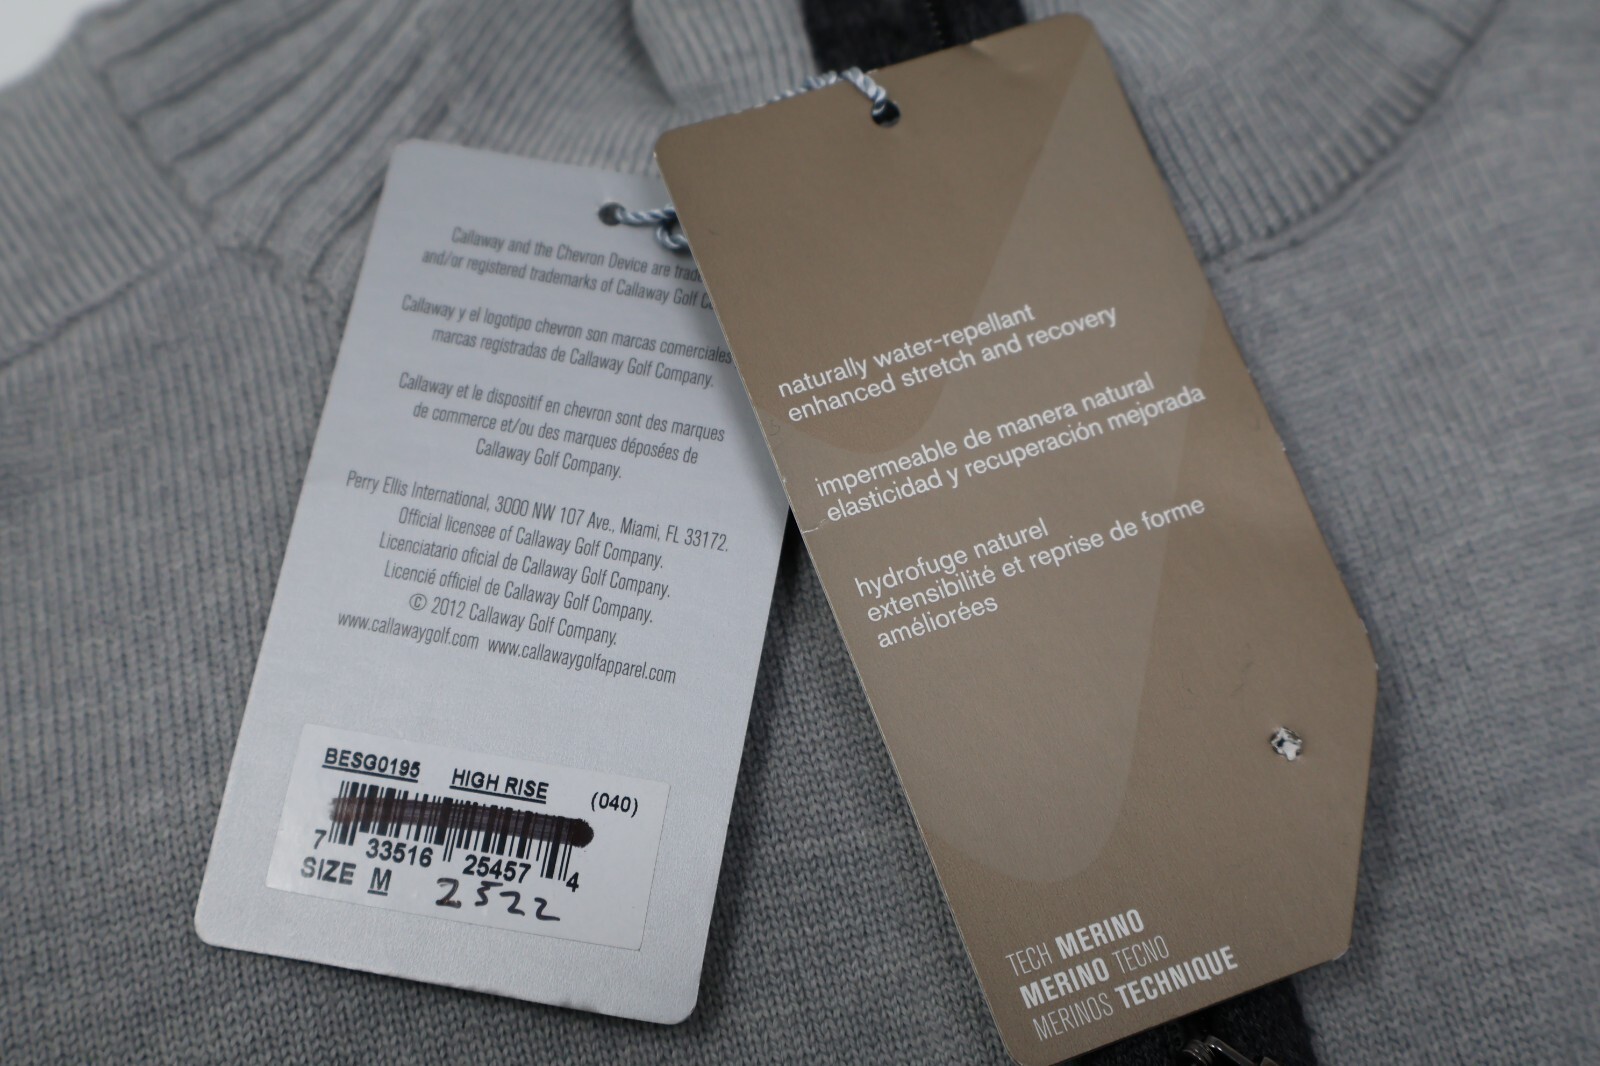 Callaway and the Chevron Device are
and/or registered trademarks of Callaway Golf
Callaway y el logotipo chevron son marcas comerciales
marcas registradas de Callaway Golf Company.
Callaway et le dispositif en chevron sont des marques
de commerce et/ou des marques déposées de
Callaway Golf Company.
Perry Ellis International, 3000 NW 107 Ave., Miami, FL 33172.
Official licensee of Callaway Golf Company.
Licenciatario oficial de Callaway Golf Company.
Licencié officiel de Callaway Golf Company.
© 2012 Callaway Golf Company.
www.callawaygolf.com www.callawaygolfapparel.com
BESG0195 HIGH RISE (040)
7 33516 25457 4
SIZE M 2522
naturally water-repellant
enhanced stretch and recovery
impermeable de manera natural
elasticidad y recuperación mejorada
hydrofuge naturel
extensibilité et reprise de forme
améliorées
TECH MERINO
MERINO TECNO
MERINOS TECHNIQUE